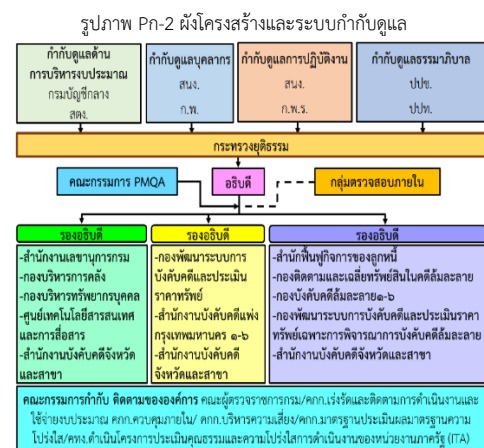 รูปภาพ Pก-2 ผังโครงสร้างและระบบกำกับดูแล
กำกับดูแลด้าน
การบริหารงบประมาณ
กรมบัญชีกลาง
สตง.
กำกับดูแลบุคลากร
สนง.
ก.พ.
กำกับดูแลการปฏิบัติงาน
สนง.
ก.พ.ร.
กำกับดูแลธรรมาภิบาล
ปปช.
ปปท.
กระทรวงยุติธรรม
คณะกรรมการ PMQA
อธิบดี
กลุ่มตรวจสอบภายใน
รองอธิบดี
-สำนักงานเลขานุการกรม
-กองบริหารการคลัง
-กองบริหารทรัพยากรบุคคล
-ศูนย์เทคโนโลยีสารสนเทศ
และการสื่อสาร
-สำนักงานบังคับคดีจังหวัด
และสาขา
รองอธิบดี
-กองพัฒนาระบบการ
บังคับคดีและประเมิน
ราคาทรัพย์
-สำนักงานบังคับคดีแพ่ง
กรุงเทพมหานคร ๑-๖
-สำนักงานบังคับคดี
จังหวัดและสาขา
รองอธิบดี
-สำนักฟื้นฟูกิจการของลูกหนี้
-กองติดตามและเฉลี่ยทรัพย์สินในคดีล้มละลาย
-กองบังคับคดีล้มละลาย๑-๖
-กองพัฒนาระบบการบังคับคดีและประเมินราคา
ทรัพย์เฉพาะการพิจารณาการบังคับคดีล้มละลาย
-สำนักงานบังคับคดีจังหวัดและสาขา
คณะกรรมการกำกับ ติดตามขององค์การ คณะผู้ตรวจราชการกรม/คกก.เร่งรัดและติดตามการดำเนินงานและ
ใช้จ่ายงบประมาณ คกก.ควบคุมภายใน/ คกก.บริหารความเสี่ยง/คกก.มาตรฐานประเมินผลมาตรฐานความ
โปร่งใส/คทง.ดำเนินโครงการประเมินคุณธรรมและความโปร่งใสการดำเนินงานของหน่วยงานภาครัฐ (ITA)